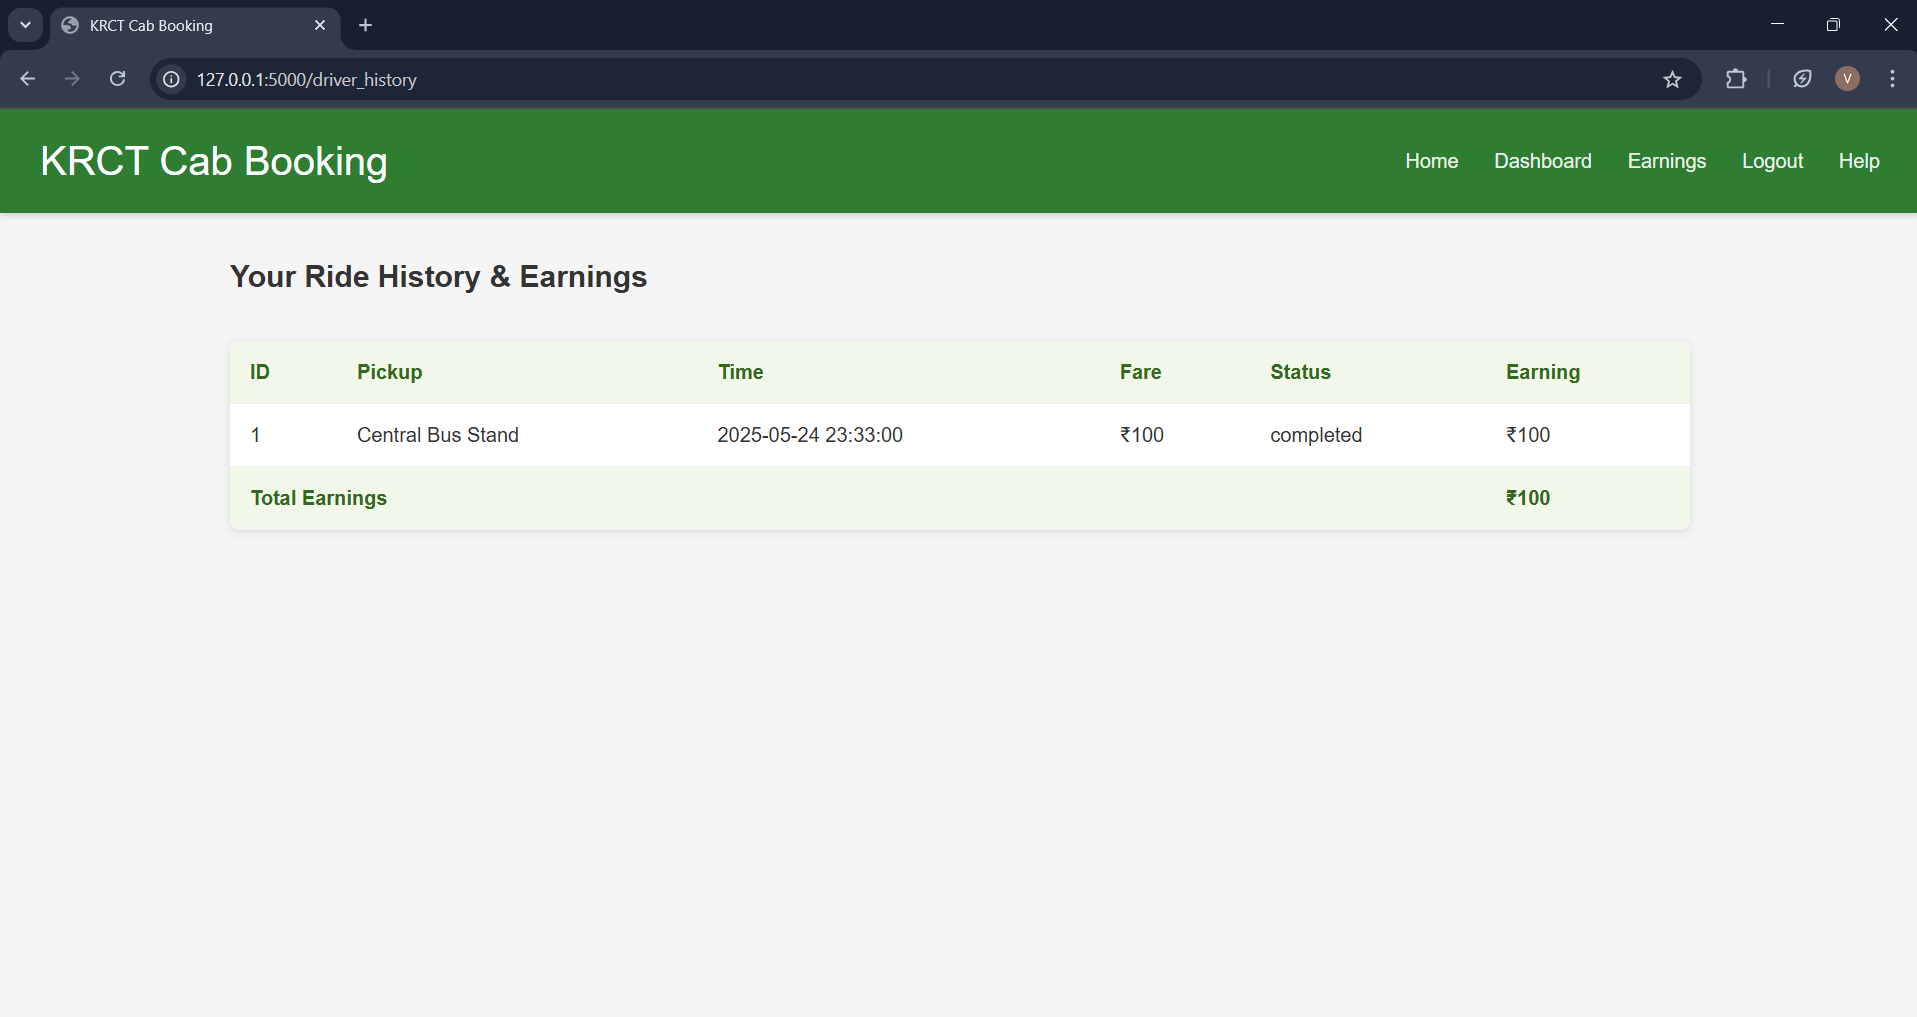 KRCT Cab Booking
127.0.0.1:5000/driver_history
V
KRCT Cab Booking
Home Dashboard Earnings Logout Help
Your Ride History & Earnings
ID Pickup Time Fare Status Earning
1 Central Bus Stand 2025-05-24 23:33:00 ₹100 completed ₹100
Total Earnings ₹100